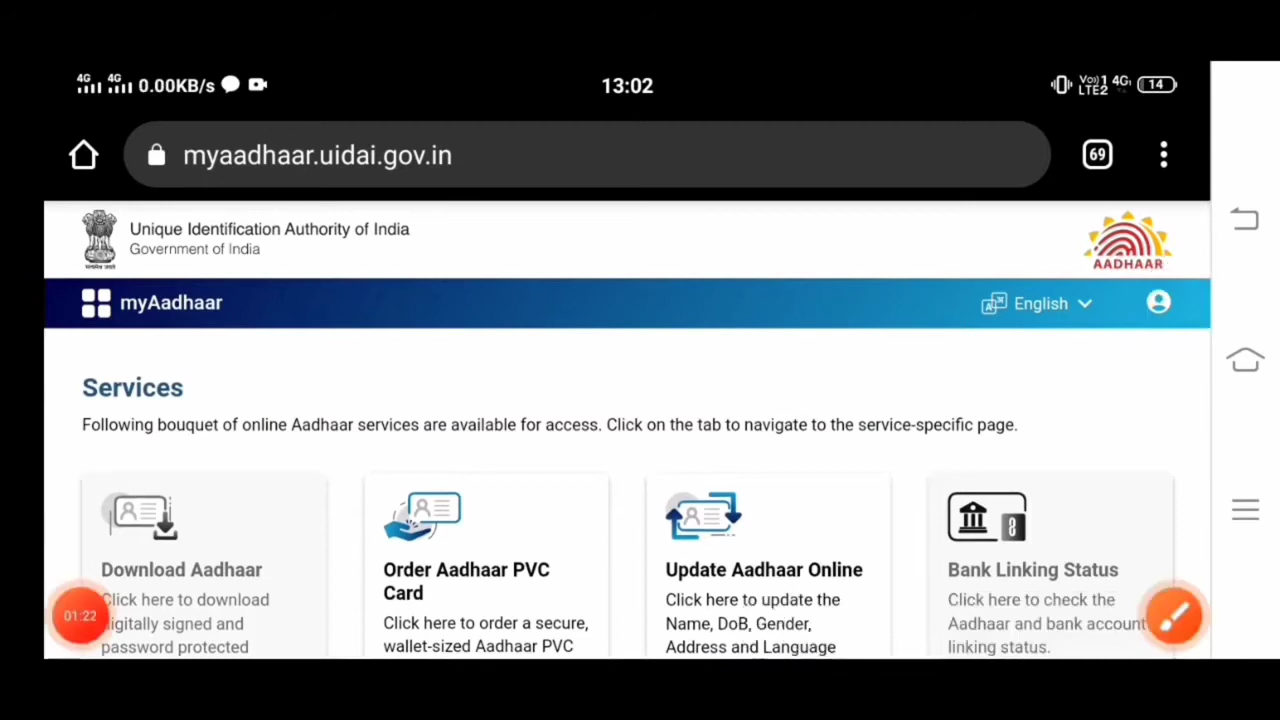 4G 4G 0.00KB/s 13:02 Vo) 1 4G 14
LTE2
myaadhaar.uidai.gov.in 69
Unique Identification Authority of India
Government of India
AADHAAR
myAadhaar English
Services
Following bouquet of online Aadhaar services are available for access. Click on the tab to navigate to the service-specific page.
Download Aadhaar
Click here to download
digitally signed and
password protected
Order Aadhaar PVC
Card
Click here to order a secure,
wallet-sized Aadhaar PVC
Update Aadhaar Online
Click here to update the
Name, DoB, Gender,
Address and Language
Bank Linking Status
Click here to check the
Aadhaar and bank account
linking status.
01:22